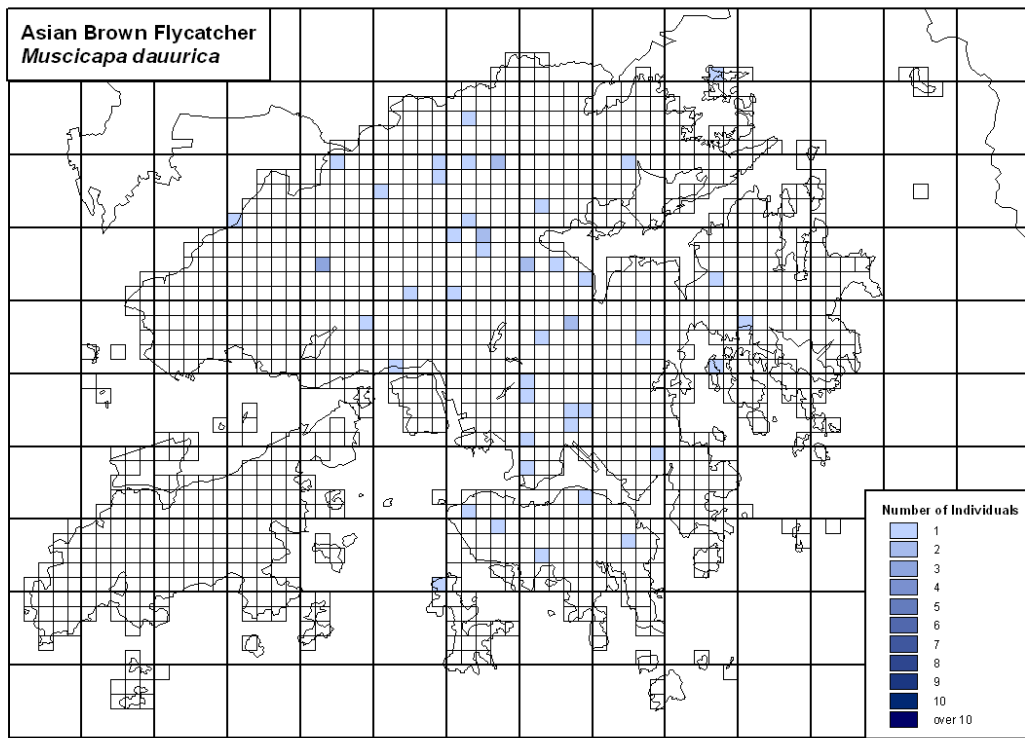 Asian Brown Flycatcher
Muscicapa dauurica
Number of Individuals
1
2
3
4
5
6
7
8
9
10
over 10